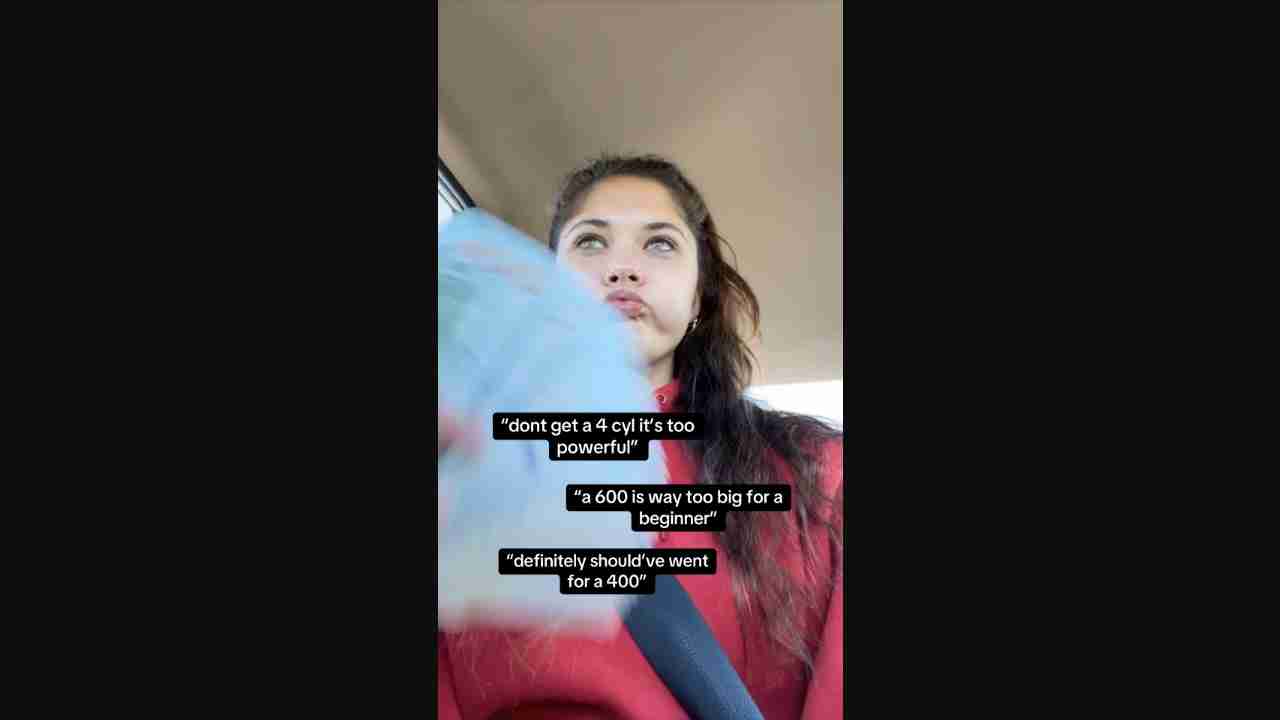 “dont get a 4 cyl it’s too
powerful”
“a 600 is way too big for a
beginner”
“definitely should’ve went
for a 400”